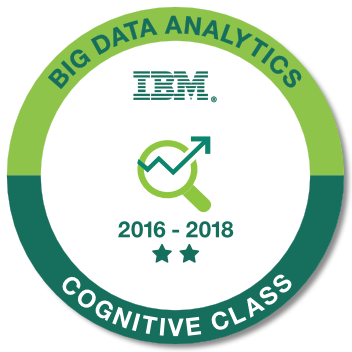 BIG DATA ANALYTICS
IBM®
2016 - 2018
COGNITIVE CLASS